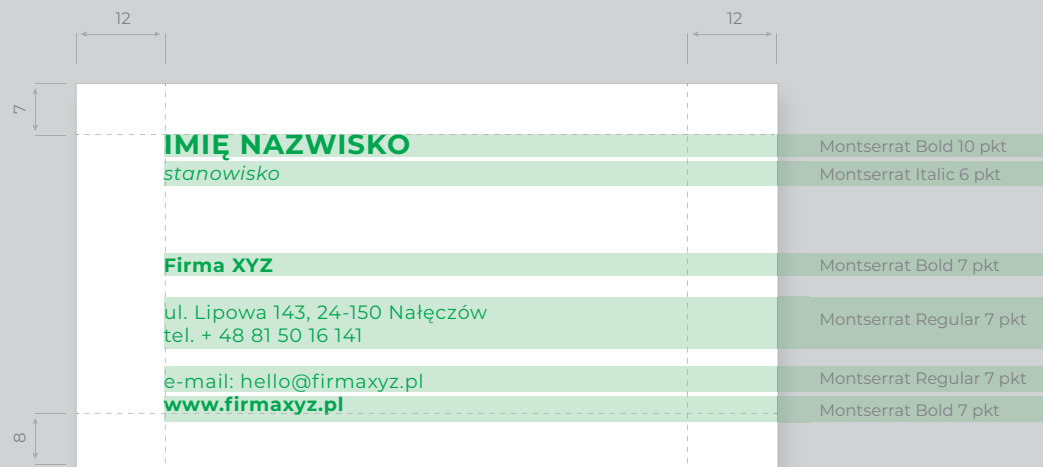 12 12
7
IMIĘ NAZWISKO Montserrat Bold 10 pkt
stanowisko Montserrat Italic 6 pkt
Firma XYZ Montserrat Bold 7 pkt
ul. Lipowa 143, 24-150 Nałęczów
Montserrat Regular 7 pkt
tel. + 48 81 50 16 141
e-mail: hello@firmaxyz.pl Montserrat Regular 7 pkt
www.firmaxyz.pl Montserrat Bold 7 pkt
8